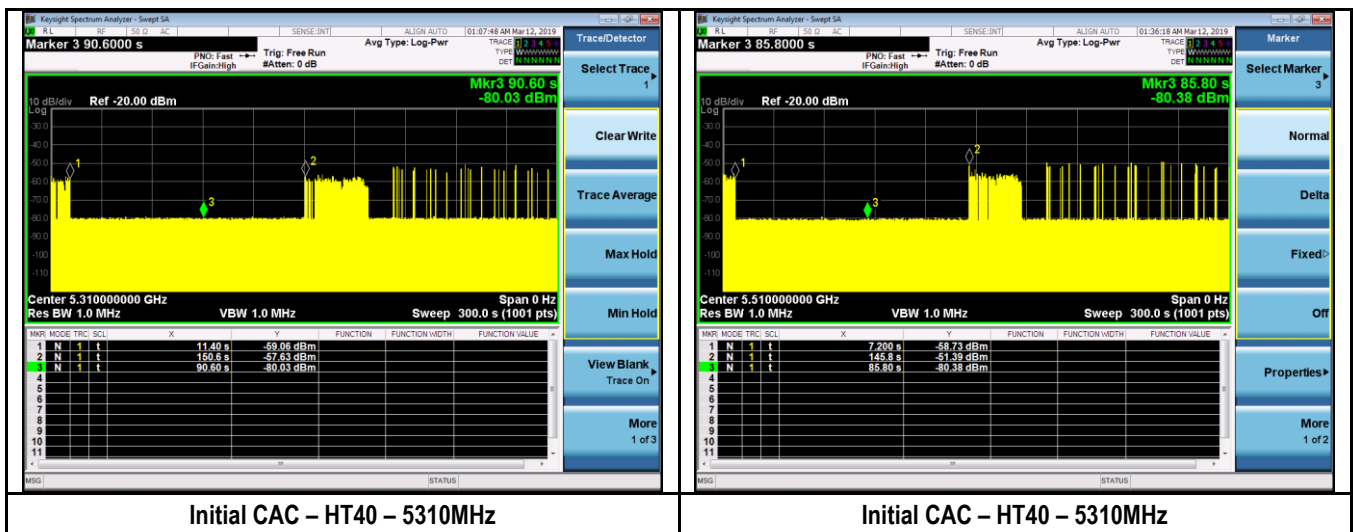 Keysight Spectrum Analyzer - Swept SA
RL RF 50 Ω AC SENSE:INT ALIGN AUTO 01:07:48 AM Mar 12, 2019
Marker 3 90.6000 s
PNO: Fast
IFGain:High
Trig: Free Run
#Atten: 0 dB
Avg Type: Log-Pwr
TRACE 1 2 3 4 5 6
TYPE WWWWWW
DET N N N N N N
Mkr3 90.60 s
-80.03 dBm
10 dB/div Ref -20.00 dBm
Log
-30.0
-40.0
-50.0
-60.0
-70.0
-80.0
-90.0
-100
-110
1
2
3
Center 5.310000000 GHz Span 0 Hz
Res BW 1.0 MHz VBW 1.0 MHz Sweep 300.0 s (1001 pts)
MKR MODE TRC SCL X Y FUNCTION FUNCTION WIDTH FUNCTION VALUE
1 N 1 t 11.40 s -59.06 dBm
2 N 1 t 150.6 s -57.63 dBm
3 N 1 t 90.60 s -80.03 dBm
4
5
6
7
8
9
10
11
MSG STATUS
Trace/Detector
Select Trace
1
Clear Write
Trace Average
Max Hold
Min Hold
View Blank
Trace On
More
1 of 3
Initial CAC – HT40 – 5310MHz
Keysight Spectrum Analyzer - Swept SA
RL RF 50 Ω AC SENSE:INT ALIGN AUTO 01:36:18 AM Mar 12, 2019
Marker 3 85.8000 s
PNO: Fast
IFGain:High
Trig: Free Run
#Atten: 0 dB
Avg Type: Log-Pwr
TRACE 1 2 3 4 5 6
TYPE WWWWWW
DET N N N N N N
Mkr3 85.80 s
-80.38 dBm
10 dB/div Ref -20.00 dBm
Log
-30.0
-40.0
-50.0
-60.0
-70.0
-80.0
-90.0
-100
-110
1
2
3
Center 5.510000000 GHz Span 0 Hz
Res BW 1.0 MHz VBW 1.0 MHz Sweep 300.0 s (1001 pts)
MKR MODE TRC SCL X Y FUNCTION FUNCTION WIDTH FUNCTION VALUE
1 N 1 t 7.200 s -58.73 dBm
2 N 1 t 145.8 s -51.39 dBm
3 N 1 t 85.80 s -80.38 dBm
4
5
6
7
8
9
10
11
MSG STATUS
Marker
Select Marker
3
Normal
Delta
Fixed
Off
Properties
More
1 of 2
Initial CAC – HT40 – 5310MHz